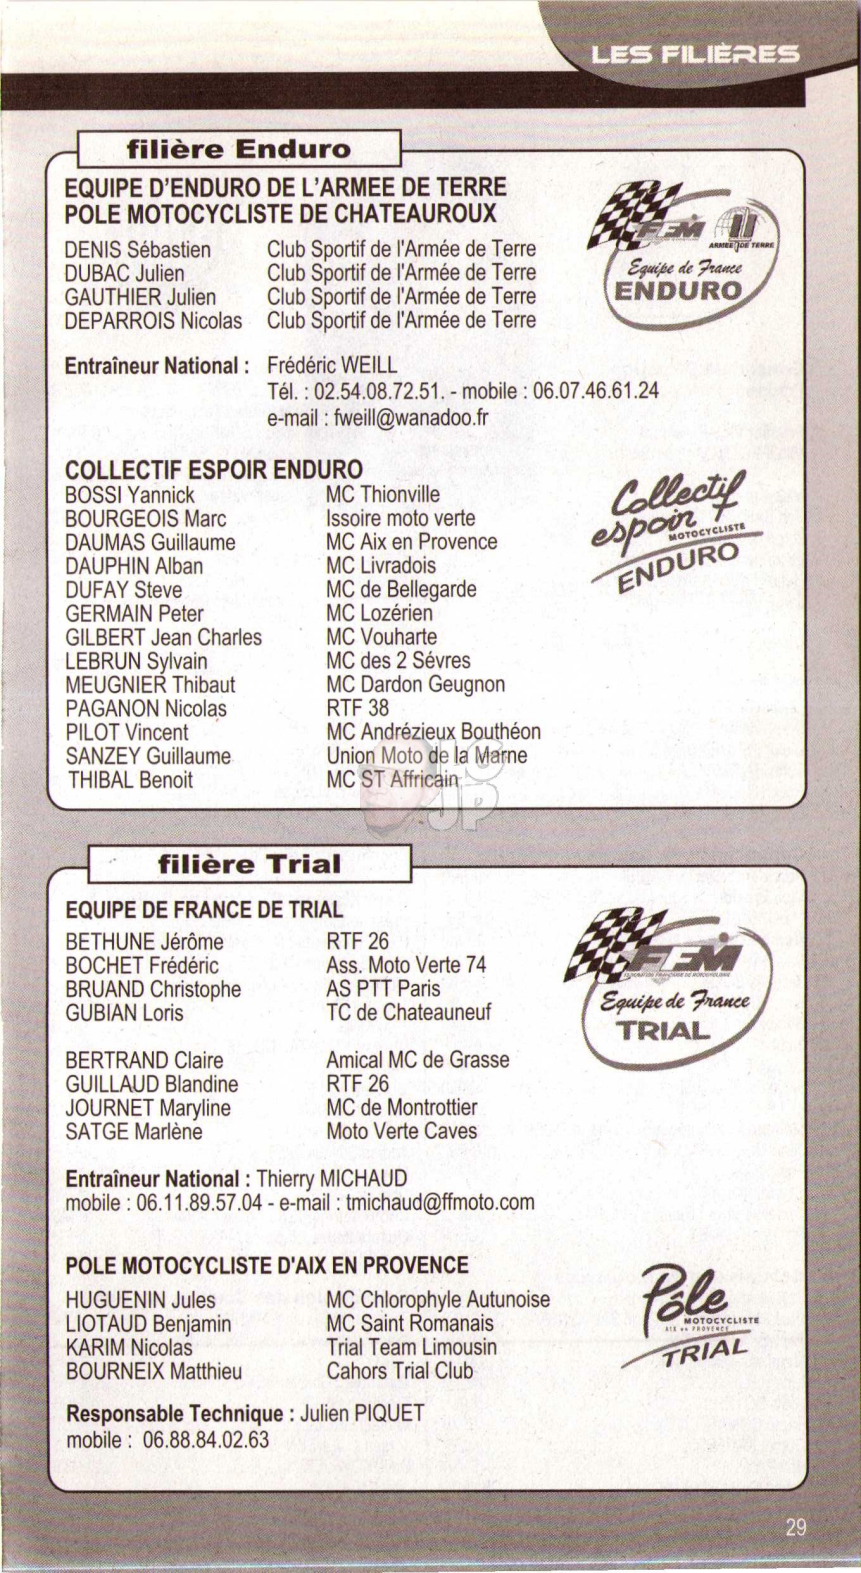 LES FILIÈRES
filière Enduro
EQUIPE D'ENDURO DE L'ARMEE DE TERRE
POLE MOTOCYCLISTE DE CHATEAUROUX
DENIS Sébastien Club Sportif de l'Armée de Terre
DUBAC Julien Club Sportif de l'Armée de Terre
GAUTHIER Julien Club Sportif de l'Armée de Terre
DEPARROIS Nicolas Club Sportif de l'Armée de Terre
FFM
ARMEE DE TERRE
Equipe de France
ENDURO
Entraîneur National : Frédéric WEILL
Tél. : 02.54.08.72.51. - mobile : 06.07.46.61.24
e-mail : fweill@wanadoo.fr
COLLECTIF ESPOIR ENDURO
BOSSI Yannick MC Thionville
BOURGEOIS Marc Issoire moto verte
DAUMAS Guillaume MC Aix en Provence
DAUPHIN Alban MC Livradois
DUFAY Steve MC de Bellegarde
GERMAIN Peter MC Lozérien
GILBERT Jean Charles MC Vouharte
LEBRUN Sylvain MC des 2 Sévres
MEUGNIER Thibaut MC Dardon Geugnon
PAGANON Nicolas RTF 38
PILOT Vincent MC Andrézieux Bouthéon
SANZEY Guillaume Union Moto de la Marne
THIBAL Benoit MC ST Affricain
Collectif
espoir
MOTOCYCLISTE
ENDURO
JP
filière Trial
EQUIPE DE FRANCE DE TRIAL
BETHUNE Jérôme RTF 26
BOCHET Frédéric Ass. Moto Verte 74
BRUAND Christophe AS PTT Paris
GUBIAN Loris TC de Chateauneuf
BERTRAND Claire Amical MC de Grasse
GUILLAUD Blandine RTF 26
JOURNET Maryline MC de Montrottier
SATGE Marlène Moto Verte Caves
FFM
FEDERATION FRANÇAISE DE MOTOCYCLISME
Equipe de France
TRIAL
Entraîneur National : Thierry MICHAUD
mobile : 06.11.89.57.04 - e-mail : tmichaud@ffmoto.com
POLE MOTOCYCLISTE D'AIX EN PROVENCE
HUGUENIN Jules MC Chlorophyle Autunoise
LIOTAUD Benjamin MC Saint Romanais
KARIM Nicolas Trial Team Limousin
BOURNEIX Matthieu Cahors Trial Club
Pôle
MOTOCYCLISTE
AIX en PROVENCE
TRIAL
Responsable Technique : Julien PIQUET
mobile : 06.88.84.02.63
29